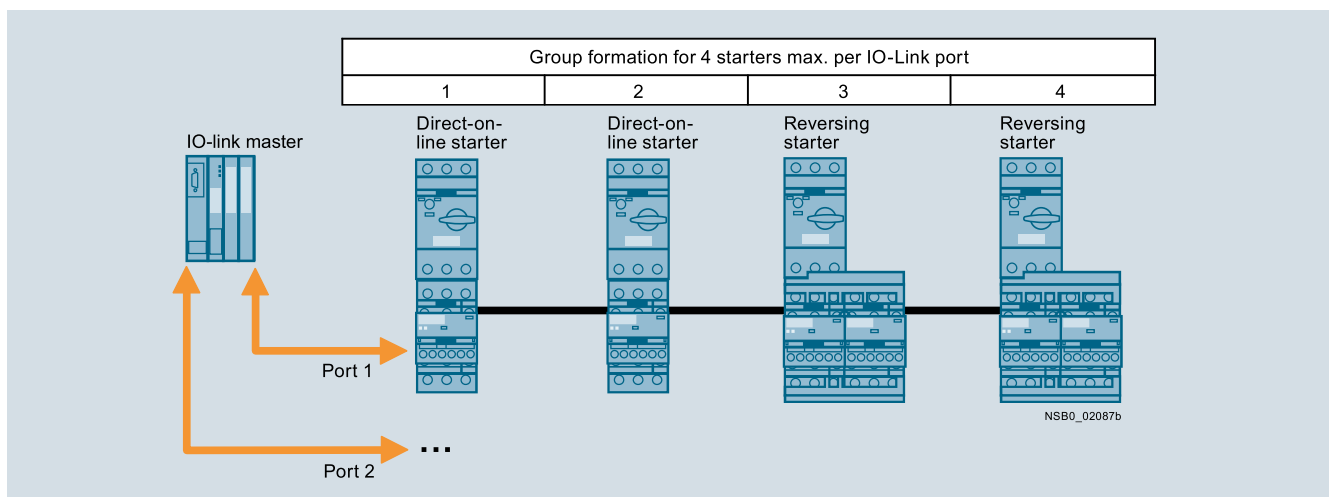 Group formation for 4 starters max. per IO-Link port
1 2 3 4
Direct-on-
line starter
Direct-on-
line starter
Reversing
starter
Reversing
starter
IO-link master
Port 1
NSB0_02087b
...
Port 2